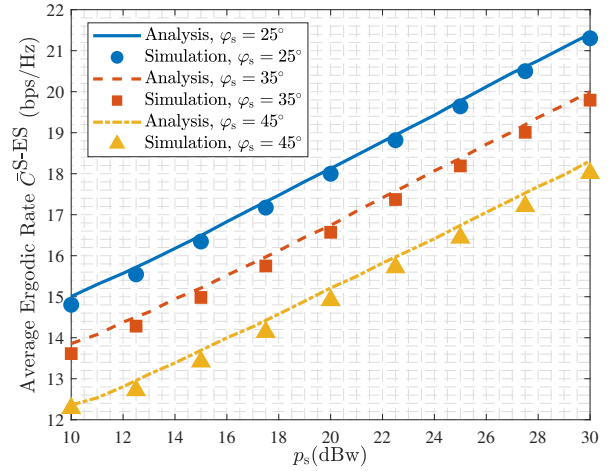 Average Ergodic Rate C̄^S-ES (bps/Hz)
22
21
20
19
18
17
16
15
14
13
12
Analysis, φₛ = 25°
Simulation, φₛ = 25°
Analysis, φₛ = 35°
Simulation, φₛ = 35°
Analysis, φₛ = 45°
Simulation, φₛ = 45°
10 12 14 16 18 20 22 24 26 28 30
pₛ(dBw)